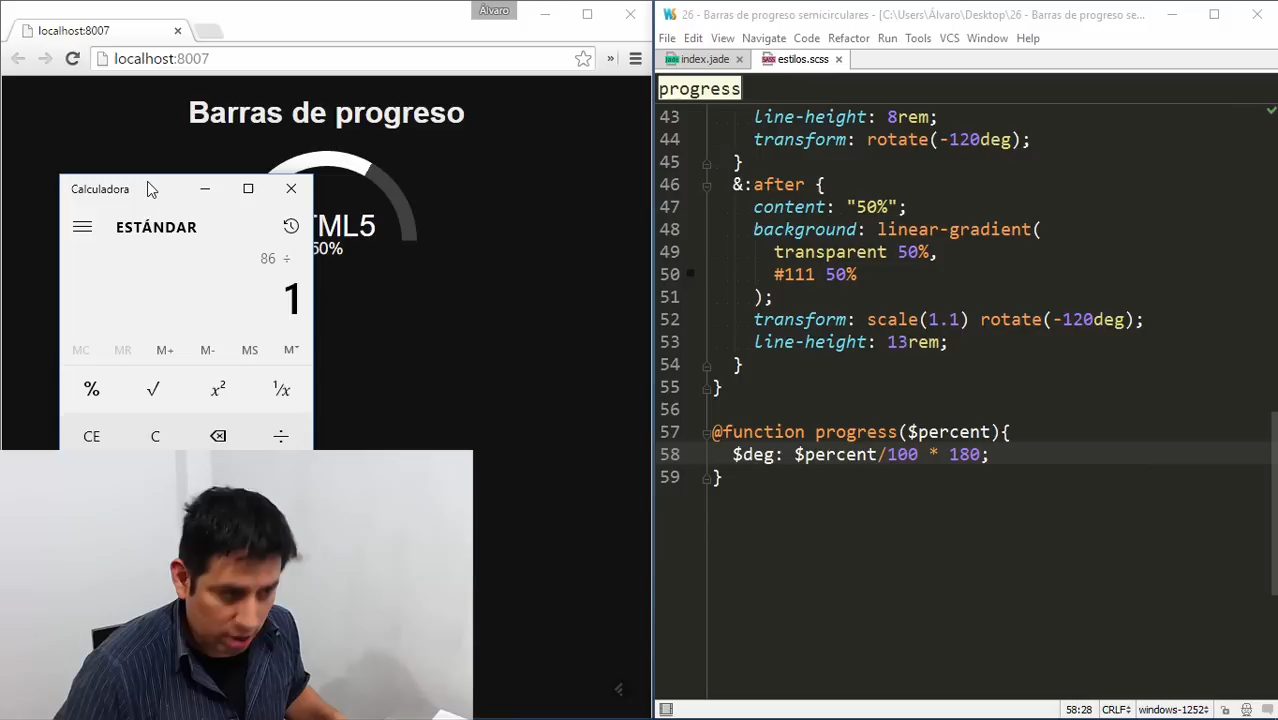 Álvaro
localhost:8007
localhost:8007
Barras de progreso
TML5
50%
Calculadora
ESTÁNDAR
86 ÷
1
MC MR M+ M- MS M˅
% √ x² ¹/x
CE C ÷
26 - Barras de progreso semicirculares - [C:\Users\Álvaro\Desktop\26 - Barras de progreso se...
File Edit View Navigate Code Refactor Run Tools VCS Window Help
index.jade estilos.scss
progress
43 line-height: 8rem;
44 transform: rotate(-120deg);
45 }
46 &:after {
47 content: "50%";
48 background: linear-gradient(
49 transparent 50%,
50 #111 50%
51 );
52 transform: scale(1.1) rotate(-120deg);
53 line-height: 13rem;
54 }
55 }
56
57 @function progress($percent){
58 $deg: $percent/100 * 180;
59 }
58:28 CRLF÷ windows-1252÷